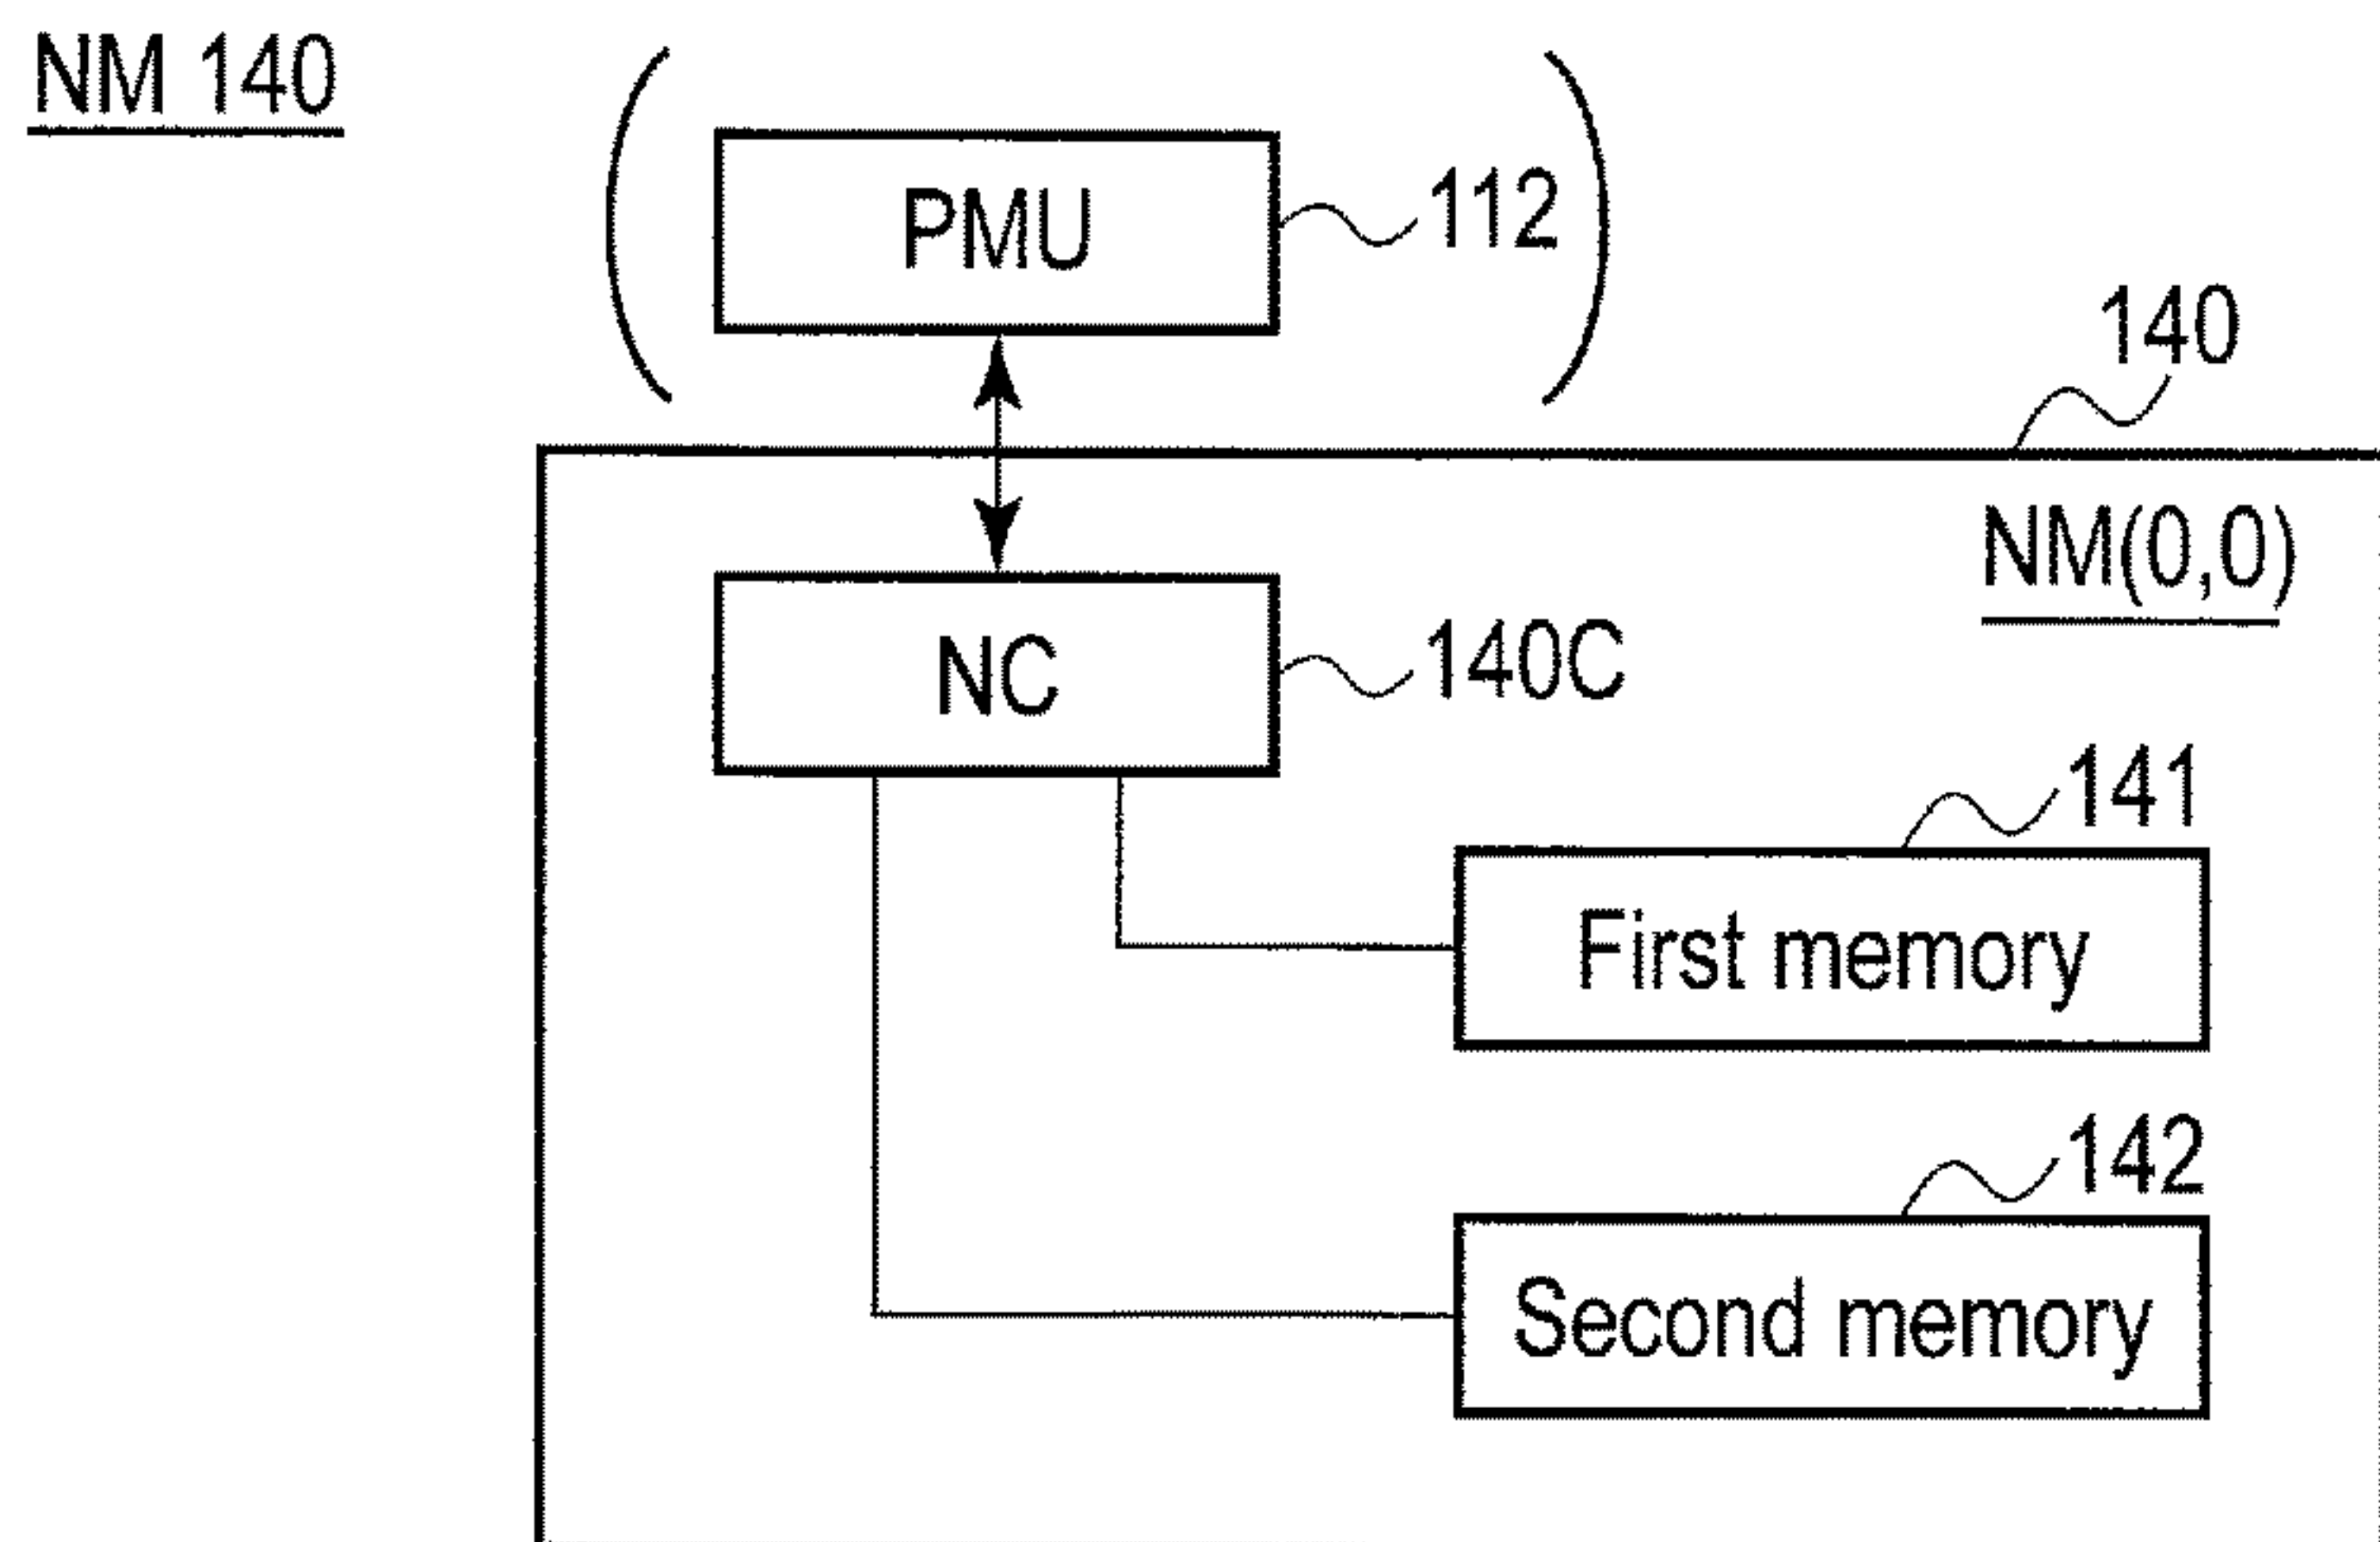 NM 140
PMU
112
140
NM(0,0)
NC
140C
141
First memory
142
Second memory